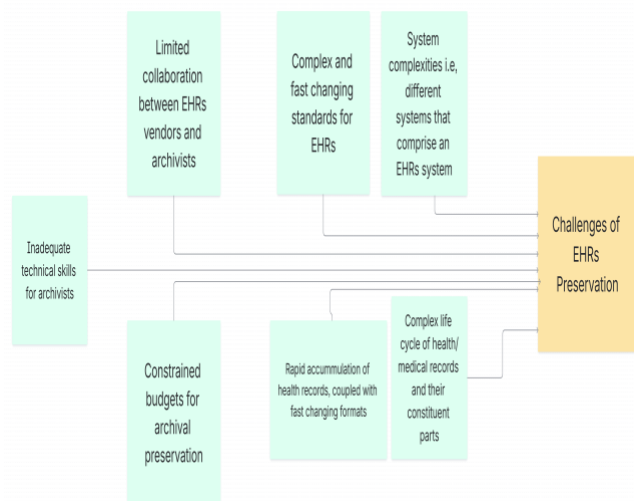 Limited
collaboration
between EHRs
vendors and
archivists
Complex and
fast changing
standards for
EHRs
System
complexities i.e,
different
systems that
comprise an
EHRs system
Challenges of
EHRs
Preservation
Inadequate
technical skills
for archivists
Constrained
budgets for
archival
preservation
Rapid accumulation of
health records, coupled with
fast changing formats
Complex life
cycle of health/
medical records
and their
constituent
parts